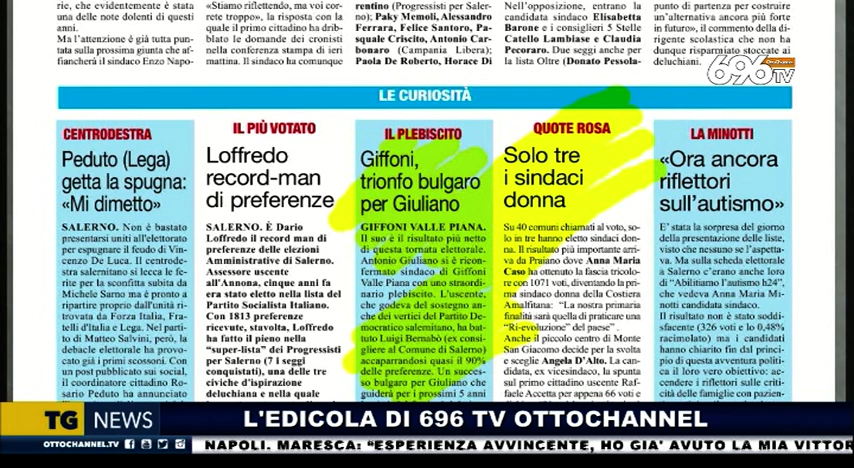 rie, che evidentemente è stata
una delle note dolenti di questi
anni.
Ma l'attenzione è già tutta pun-
tata sulla prossima giunta che af-
fiancherà il sindaco Enzo Napo-
«Stiamo riflettendo, ma voi cor-
rete troppo», la risposta con la
quale il primo cittadino ha drib-
blato le domande dei cronisti
nella conferenza stampa di ieri
mattina. Il sindaco ha comunque
rentino (Progressisti per Saler-
no); Paky Memoli, Alessandro
Ferrara, Felice Santoro, Pa-
squale Criscito, Antonio Car-
bonaro (Campania Libera);
Paola De Roberto, Horace Di
Nell'opposizione, entrano la
candidata sindaco Elisabetta
Barone e i consiglieri 5 Stelle
Catello Lambiase e Claudia
Pecoraro. Due seggi anche per
la lista Oltre (Donato Pessola-
punto di partenza per costruire
un'alternativa ancora più forte
in futuro», il commento della di-
rigente scolastica che non ha
dunque risparmiato stoccate ai
deluchiani.
696 TV
LE CURIOSITÀ
CENTRODESTRA
Peduto (Lega)
getta la spugna:
«Mi dimetto»
SALERNO. Non è bastato
presentarsi uniti all'elettorato
per espugnare il feudo di Vin-
cenzo De Luca. Il centrode-
stra salernitano si lecca le feri-
te per la sconfitta subita da
Michele Sarno ma è pronto a
ripartire proprio dall'unità ri-
trovata da Forza Italia, Fra-
telli d'Italia e Lega. Nel parti-
to di Matteo Salvini, però, la
debacle elettorale ha provo-
cato già i primi scossoni. Con
un post pubblicato sui social,
il coordinatore cittadino Ro-
sario Peduto ha annunciato
IL PIÙ VOTATO
Loffredo
record-man
di preferenze
SALERNO. È Dario
Loffredo il record man di
preferenze delle elezioni
Amministrative di Salerno.
Assessore uscente
all'Annona, cinque anni fa
era stato eletto nella lista del
Partito Socialista Italiano.
Con 1813 preferenze
ricevute, stavolta, Loffredo
ha fatto il pieno nella
"super-lista" dei Progressisti
per Salerno (7 i seggi
conquistati), una delle tre
civiche d'ispirazione
deluchiana e nella quale
IL PLEBISCITO
Giffoni,
trionfo bulgaro
per Giuliano
GIFFONI VALLE PIANA.
Il suo è il risultato più netto
di questa tornata elettorale.
Antonio Giuliano si è ricon-
fermato sindaco di Giffoni
Valle Piana con uno straordi-
nario plebiscito. L'uscente,
che godeva del sostegno an-
che dei vertici del Partito De-
mocratico salernitano, ha bat-
tuto Luigi Bernabò (ex consi-
gliere al Comune di Salerno)
accaparrandosi quasi il 90%
delle preferenze. Un succes-
so bulgaro per Giuliano che
guiderà per i prossimi 5 anni
QUOTE ROSA
Solo tre
i sindaci
donna
Su 40 comuni chiamati al voto, so-
lo in tre hanno eletto sindaci don-
na. Il risultato più importante arri-
va da Praiano dove Anna Maria
Caso ha ottenuto la fascia tricolo-
re con 1071 voti, diventando la pri-
ma sindaco donna della Costiera
Amalfitana: "La nostra primaria
finalità sarà quella di praticare una
"Ri-evoluzione" del paese" .
Anche il piccolo centro di Monte
San Giacomo decide per la svolta
e sceglie Angela D'Alto. La can-
didata, ex vicesindaco, la spunta
sul primo cittadino uscente Raf-
faele Accetta per appena 66 voti e
LA MINOTTI
«Ora ancora
riflettori
sull'autismo»
E' stata la sorpresa del giorno
della presentazione delle liste,
visto che nessuno se l'aspetta-
va. Ma sulla scheda elettorale
a Salerno c'erano anche loro
di "Abilitiamo l'autismo h24",
che vedeva Anna Maria Mi-
notti candidata sindaco.
Il risultato non è stato soddi-
sfacente (326 voti e lo 0,48%
racimolato) ma i candidati
hanno chiarito fin dal princi-
pio di questa avventura politi-
ca il loro vero obiettivo: ac-
cendere i riflettori sulle criti-
cità delle famiglie con pazien-
TG NEWS
L'EDICOLA DI 696 TV OTTOCHANNEL
OTTOCHANNEL.TV
NAPOLI. MARESCA: "ESPERIENZA AVVINCENTE, HO GIA' AVUTO LA MIA VITTOR